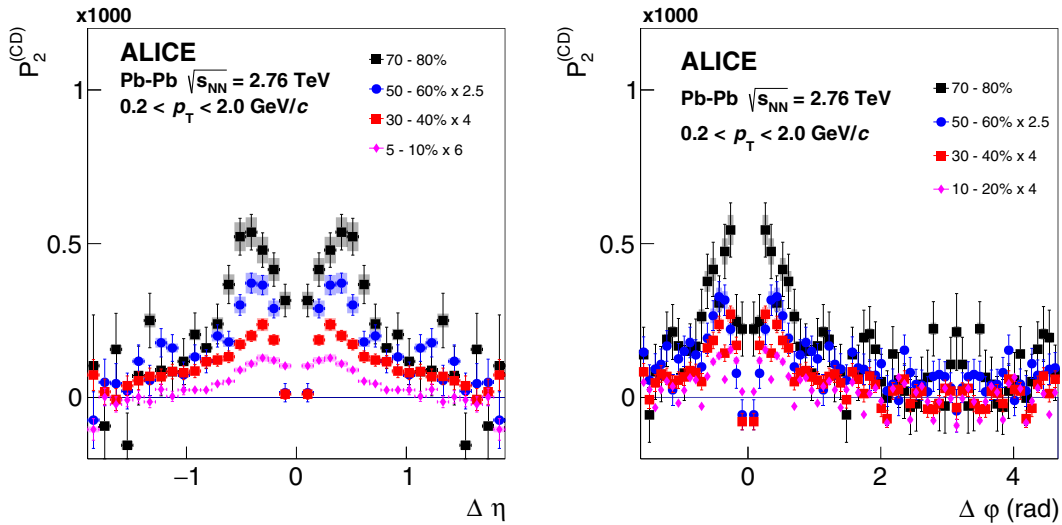 x1000
P2(CD)
1
0.5
0
ALICE
Pb-Pb √sNN = 2.76 TeV
0.2 < pT < 2.0 GeV/c
70 - 80%
50 - 60% x 2.5
30 - 40% x 4
5 - 10% x 6
−1 0 1
Δ η
x1000
P2(CD)
1
0.5
0
ALICE
Pb-Pb √sNN = 2.76 TeV
0.2 < pT < 2.0 GeV/c
70 - 80%
50 - 60% x 2.5
30 - 40% x 4
10 - 20% x 4
0 2 4
Δ φ (rad)